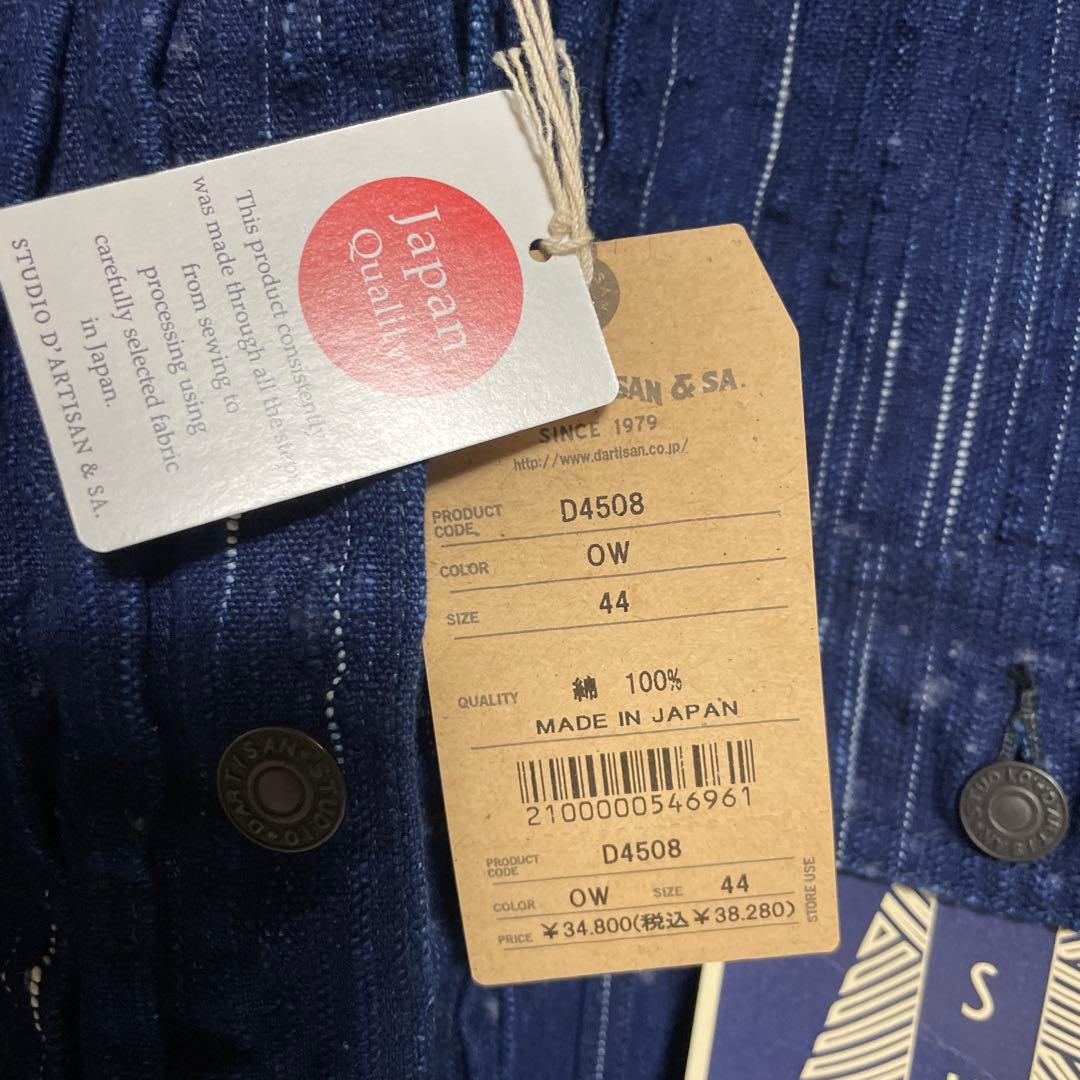 Japan
Quality
This product consistently
was made through all the steps
from sewing to
processing using
carefully selected fabric
in Japan.
STUDIO D'ARTISAN & SA.
SAN & SA.
SINCE 1979
http://www.dartisan.co.jp/
PRODUCT CODE D4508
COLOR OW
SIZE 44
QUALITY 綿 100%
MADE IN JAPAN
2100000546961
PRODUCT CODE D4508
COLOR OW SIZE 44
PRICE ¥34.800(税込¥38.280)
STORE USE
D'ARTISAN STUDIO
S